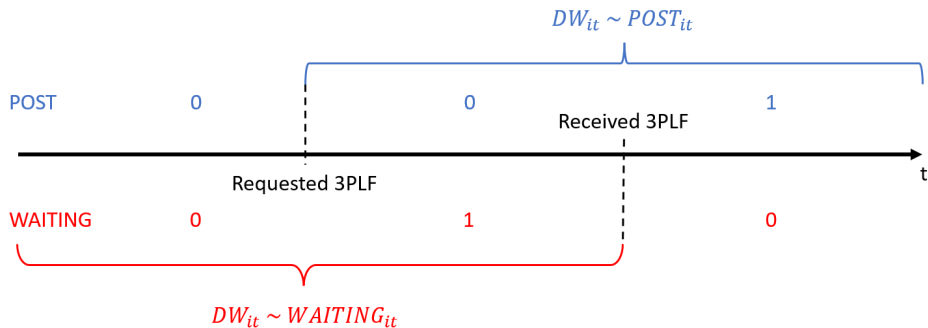 DW_it ~ POST_it
POST 0 0 1
Received 3PLF
t
Requested 3PLF
WAITING 0 1 0
DW_it ~ WAITING_it